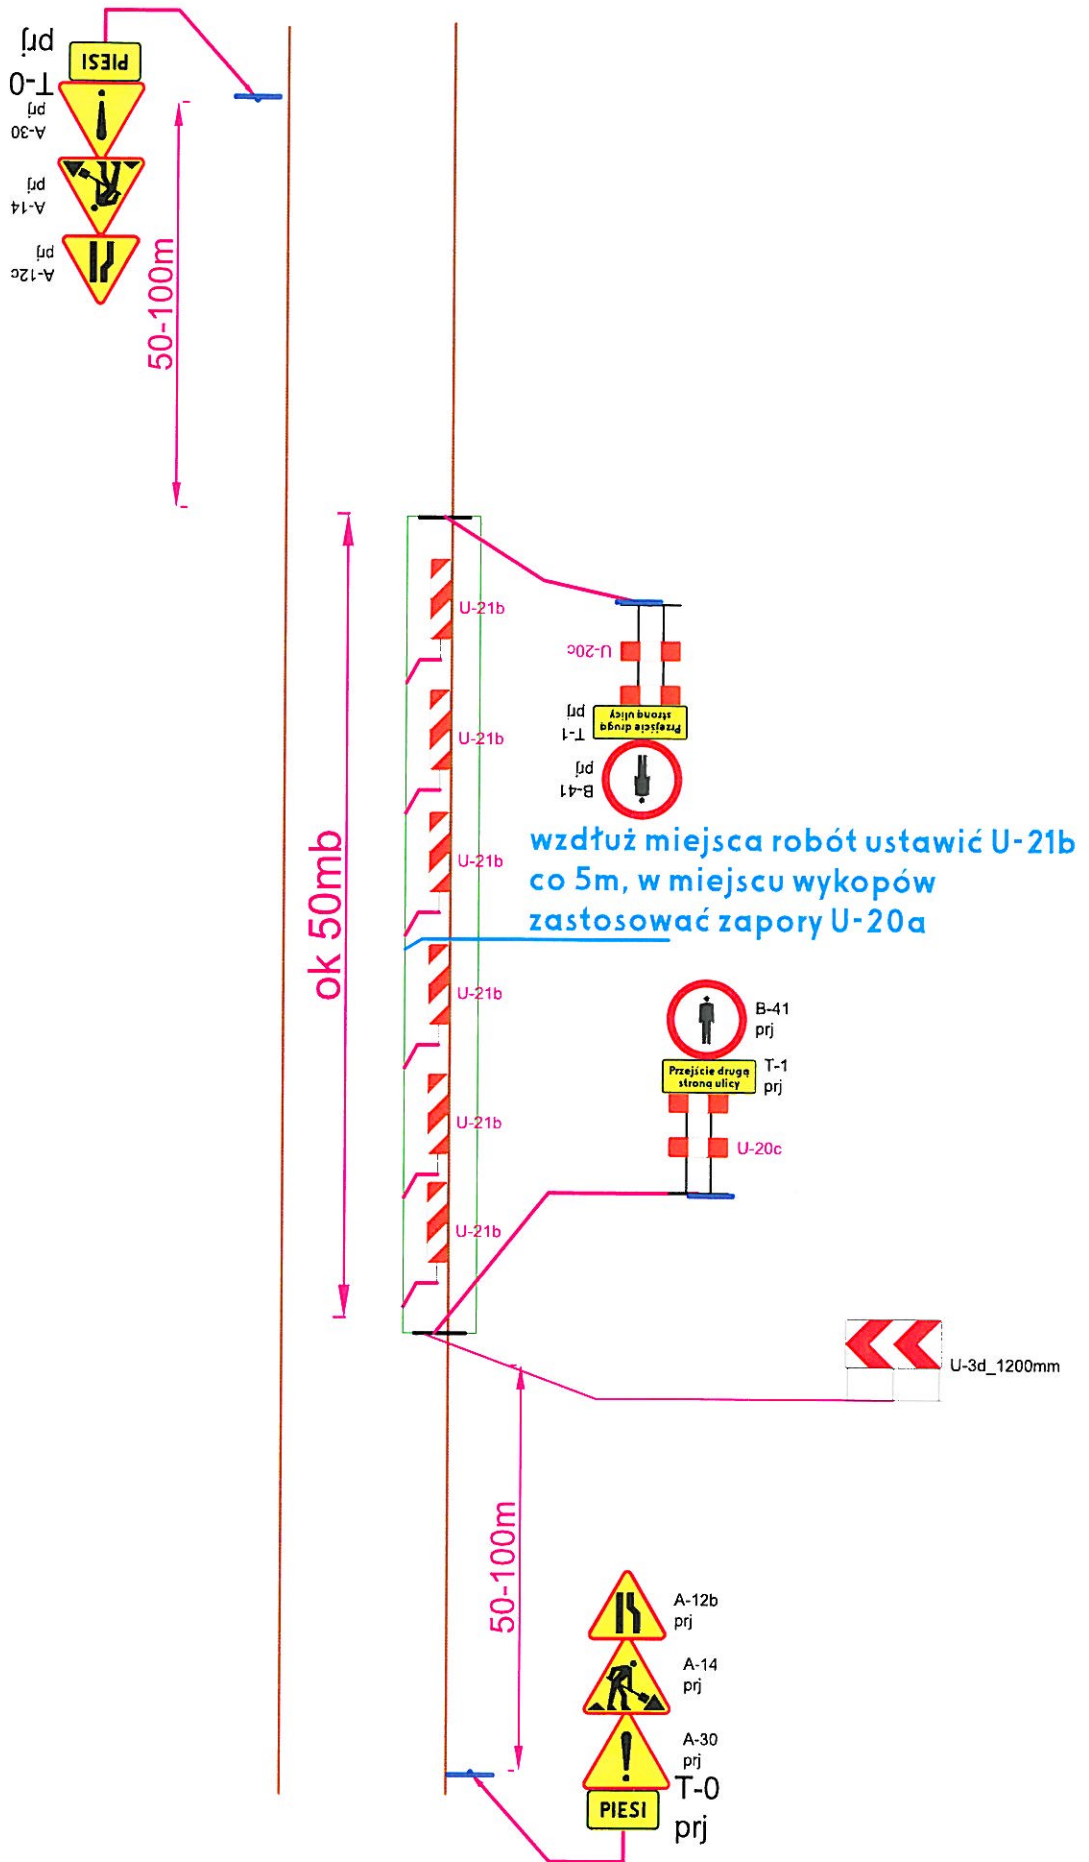 prj
PIESI
T-0
A-30
prj
A-14
prj
A-12c
prj
50-100m
ok 50mb
U-21b
U-21b
U-21b
U-21b
U-21b
U-21b
U-20c
Przejście drugą
stroną ulicy
T-1
prj
B-41
prj
wzdłuż miejsca robót ustawić U-21b
co 5m, w miejscu wykopów
zastosować zapory U-20a
B-41
prj
Przejście drugą
stroną ulicy
T-1
prj
U-20c
U-3d_1200mm
50-100m
A-12b
prj
A-14
prj
A-30
prj
T-0
prj
PIESI